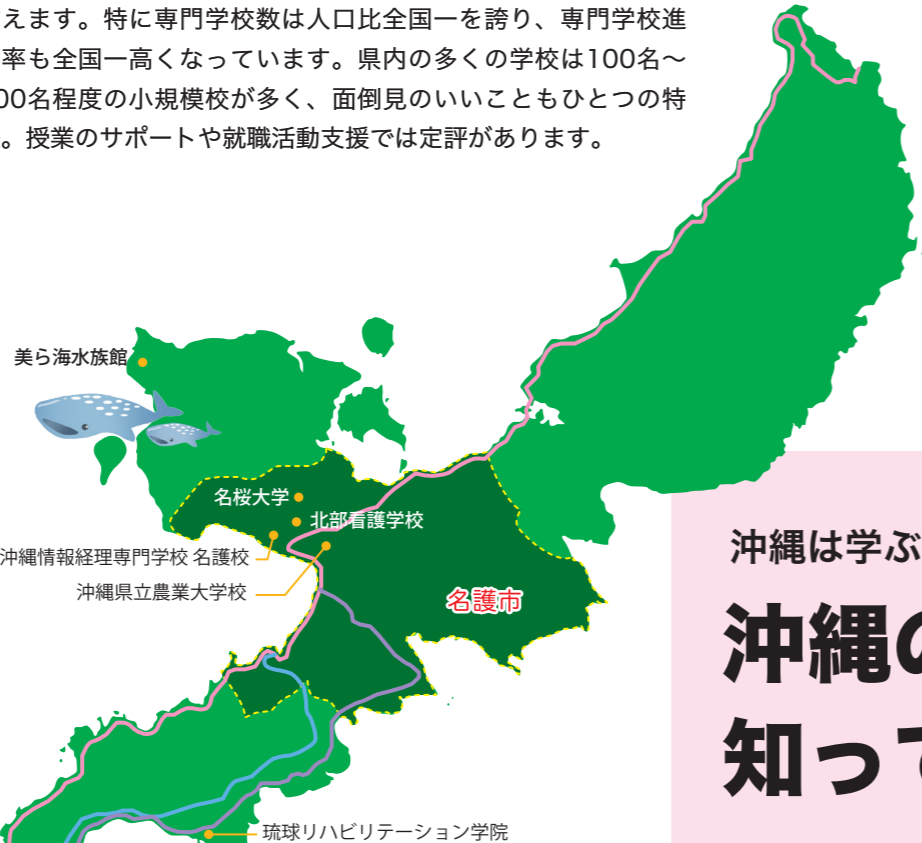 えます。特に専門学校数は人口比全国一を誇り、専門学校進
率も全国一高くなっています。県内の多くの学校は100名〜
00名程度の小規模校が多く、面倒見のいいこともひとつの特
。授業のサポートや就職活動支援では定評があります。
美ら海水族館
名桜大学
北部看護学校
沖縄情報経理専門学校 名護校
沖縄県立農業大学校
名護市
沖縄は学ぶ
沖縄の
知って
琉球リハビリテーション学院